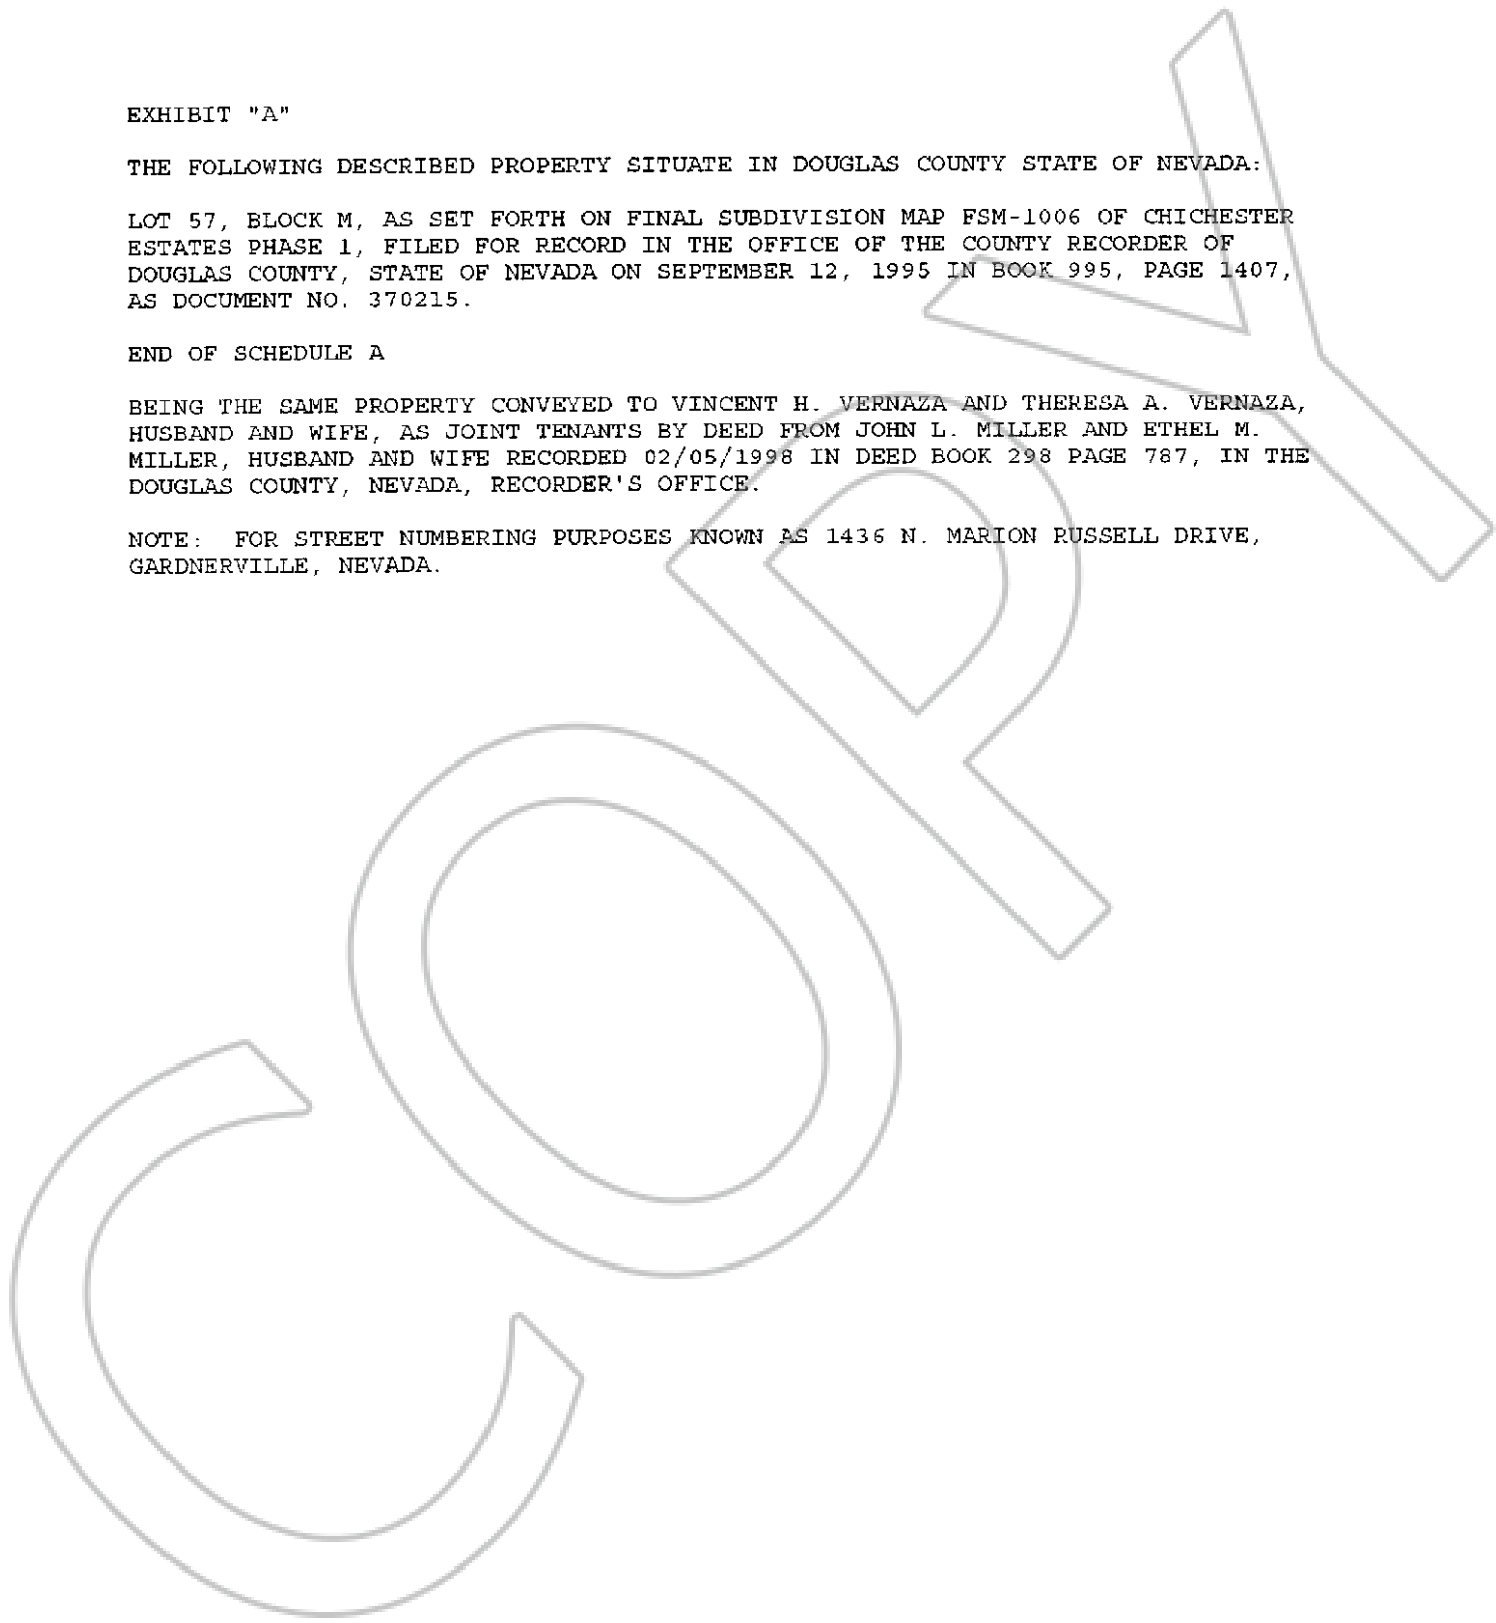 EXHIBIT "A"
THE FOLLOWING DESCRIBED PROPERTY SITUATE IN DOUGLAS COUNTY STATE OF NEVADA:
LOT 57, BLOCK M, AS SET FORTH ON FINAL SUBDIVISION MAP FSM-1006 OF CHICHESTER
ESTATES PHASE 1, FILED FOR RECORD IN THE OFFICE OF THE COUNTY RECORDER OF
DOUGLAS COUNTY, STATE OF NEVADA ON SEPTEMBER 12, 1995 IN BOOK 995, PAGE 1407,
AS DOCUMENT NO. 370215.
END OF SCHEDULE A
BEING THE SAME PROPERTY CONVEYED TO VINCENT H. VERNAZA AND THERESA A. VERNAZA,
HUSBAND AND WIFE, AS JOINT TENANTS BY DEED FROM JOHN L. MILLER AND ETHEL M.
MILLER, HUSBAND AND WIFE RECORDED 02/05/1998 IN DEED BOOK 298 PAGE 787, IN THE
DOUGLAS COUNTY, NEVADA, RECORDER'S OFFICE.
NOTE: FOR STREET NUMBERING PURPOSES KNOWN AS 1436 N. MARION RUSSELL DRIVE,
GARDNERVILLE, NEVADA.
COPY